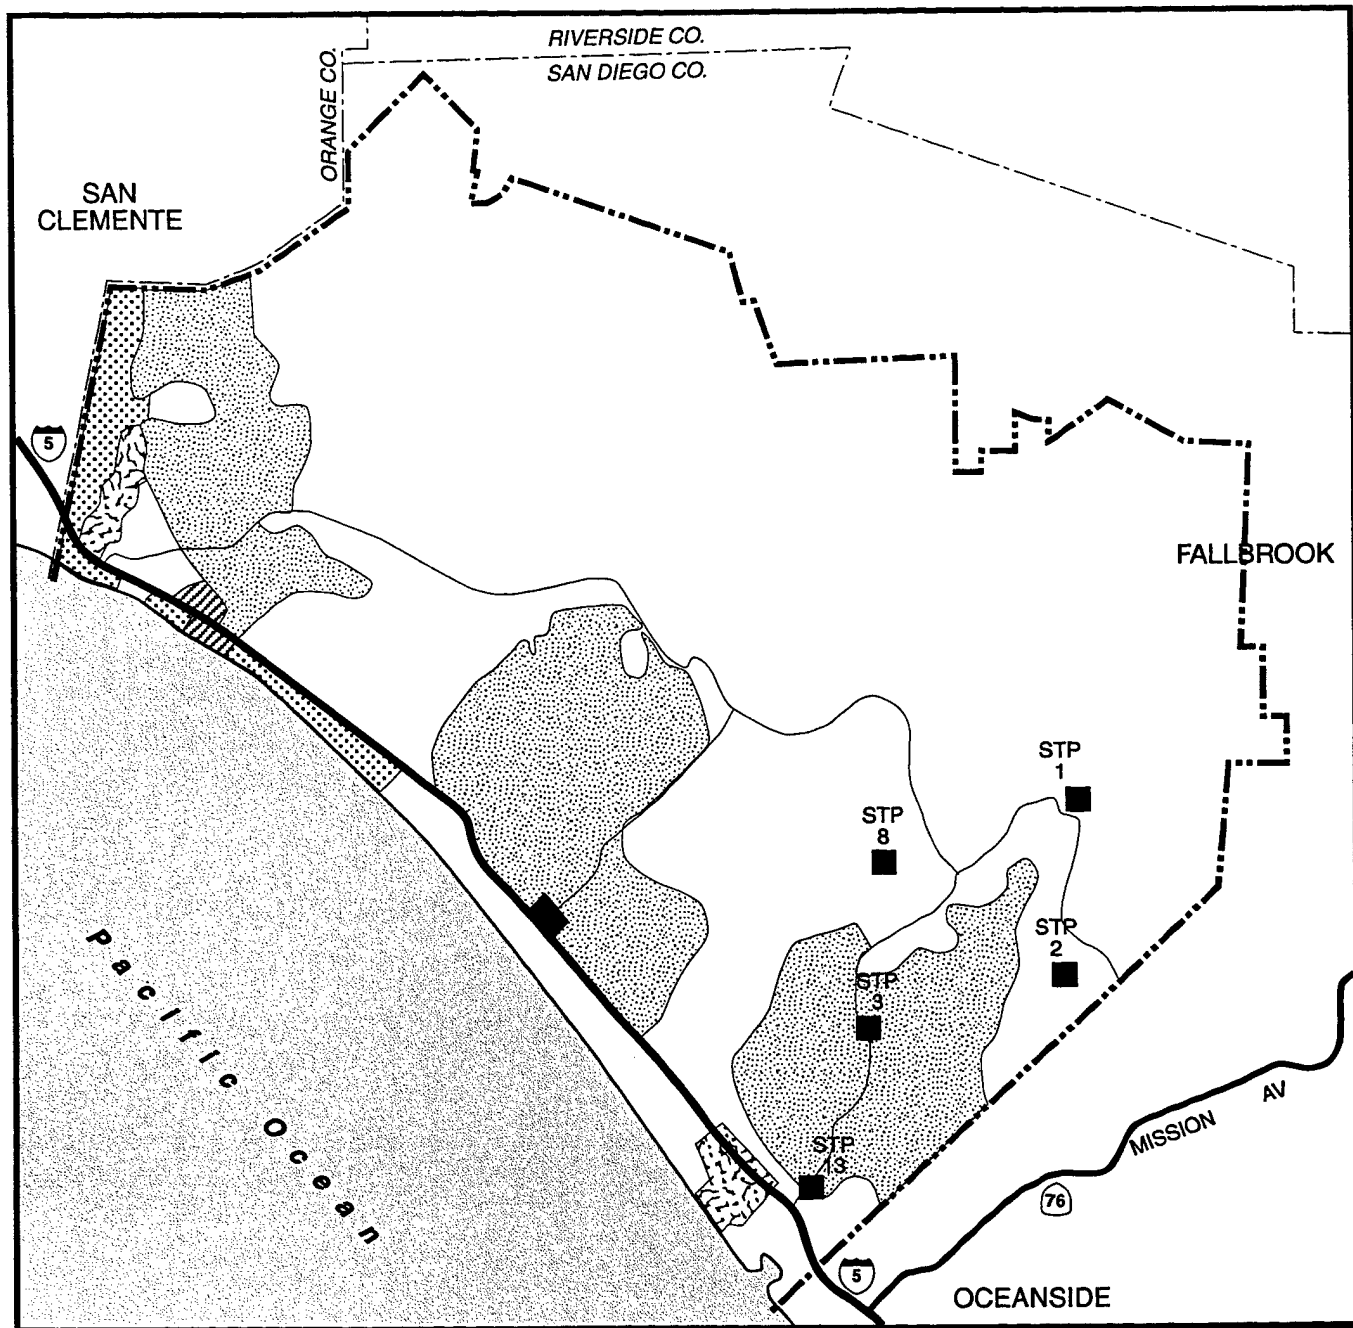 RIVERSIDE CO.
SAN DIEGO CO.
ORANGE CO.
SAN
CLEMENTE
5
FALLBROOK
STP
1
STP
8
STP
2
STP
3
STP
13
Pacific Ocean
MISSION AV
76
5
OCEANSIDE